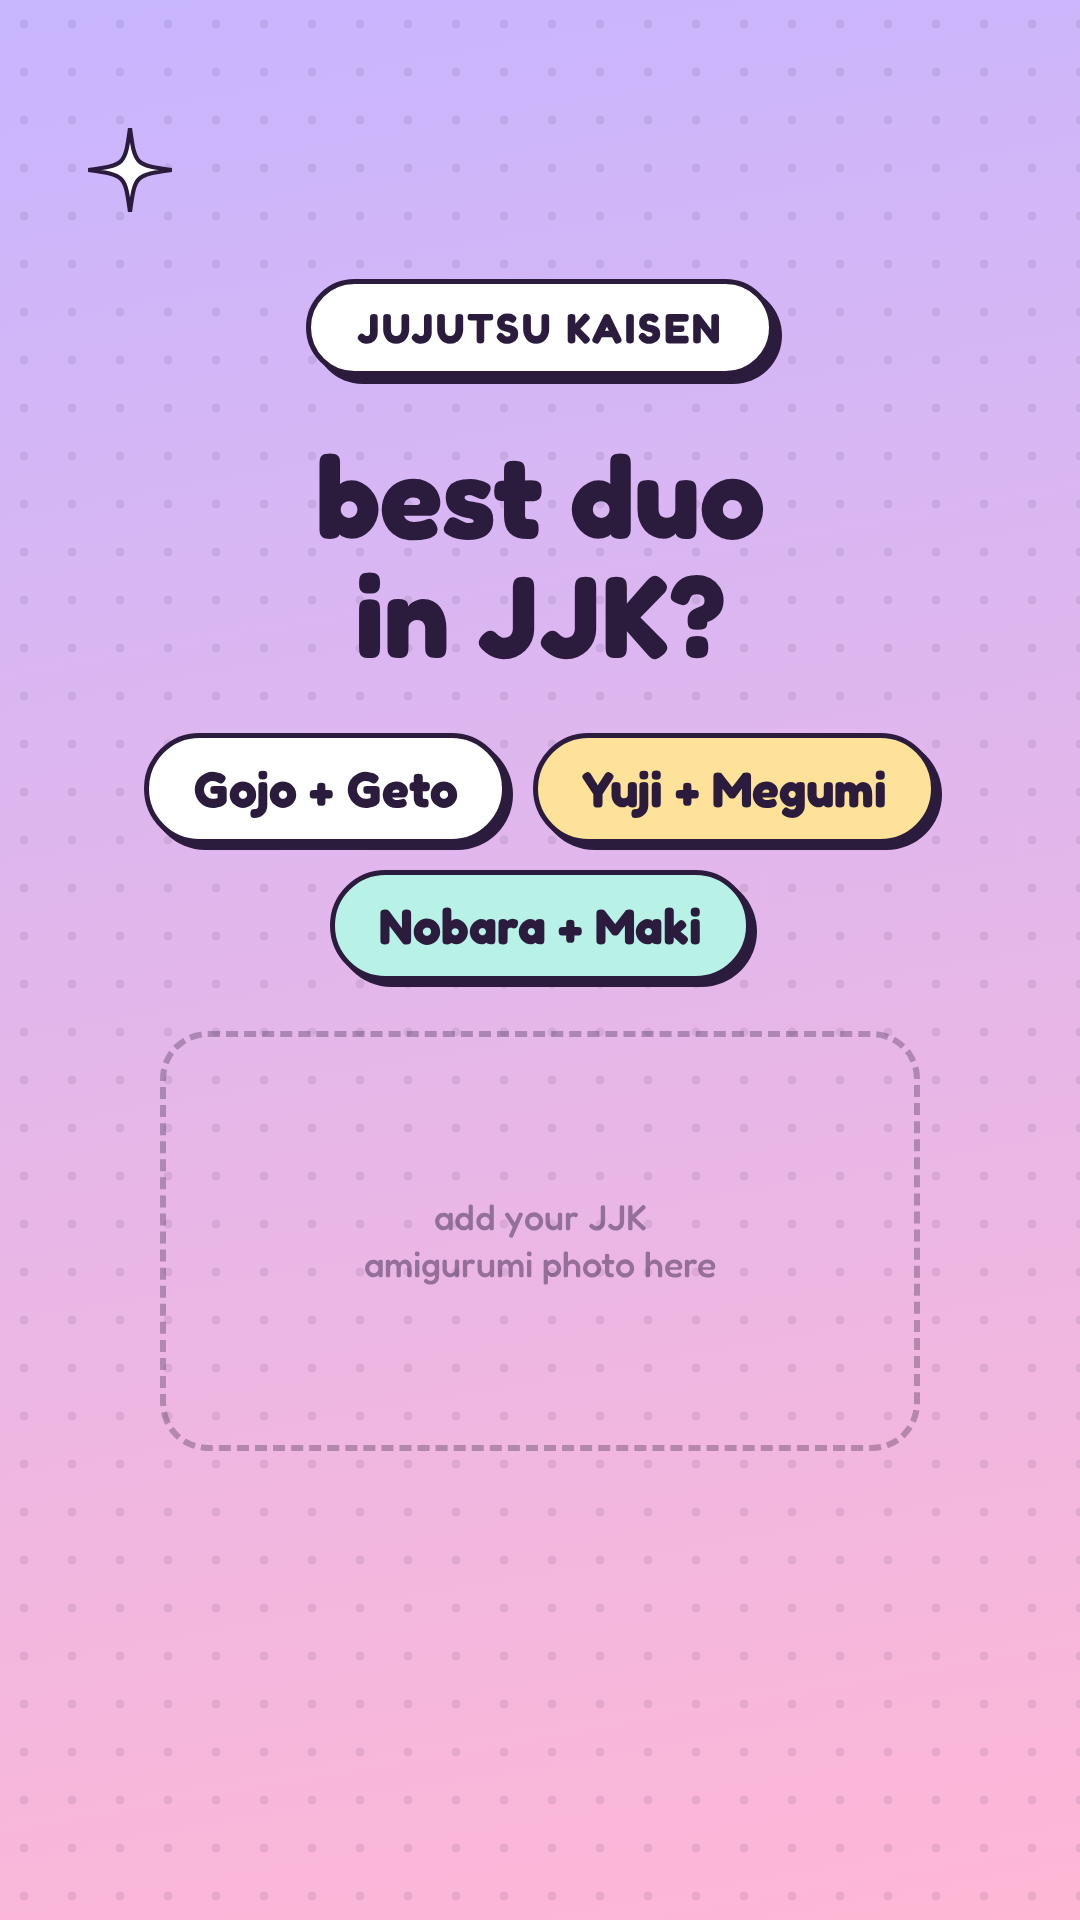 JUJUTSU KAISEN
best duo
in JJK?
Gojo + Geto
Yuji + Megumi
Nobara + Maki
add your JJK
amigurumi photo here